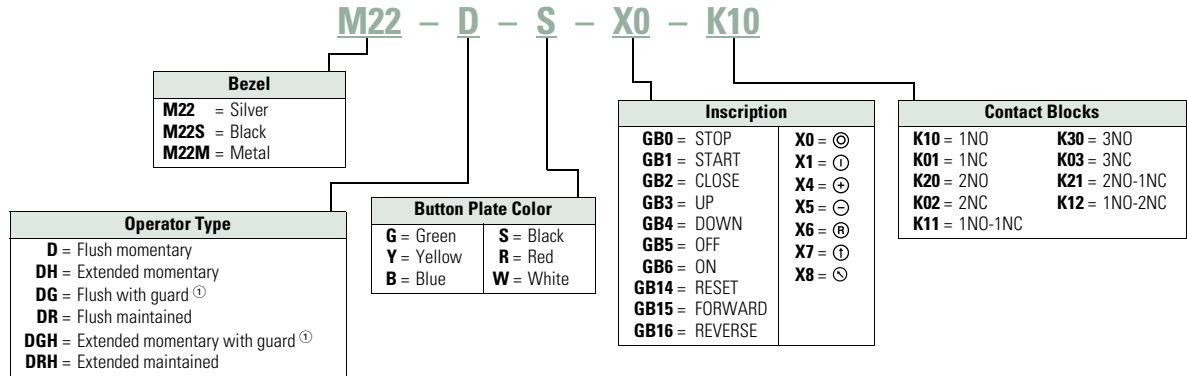 M22 – D – S – X0 – K10
Bezel
M22 = Silver
M22S = Black
M22M = Metal
Operator Type
D = Flush momentary
DH = Extended momentary
DG = Flush with guard ①
DR = Flush maintained
DGH = Extended momentary with guard ①
DRH = Extended maintained
Button Plate Color
G = Green
Y = Yellow
B = Blue
S = Black
R = Red
W = White
Inscription
GB0 = STOP
GB1 = START
GB2 = CLOSE
GB3 = UP
GB4 = DOWN
GB5 = OFF
GB6 = ON
GB14 = RESET
GB15 = FORWARD
GB16 = REVERSE
X0 = ⌾
X1 = ⏼
X4 = ⊕
X5 = ⊖
X6 = Ⓡ
X7 = ↑
X8 = ⍉
Contact Blocks
K10 = 1NO
K01 = 1NC
K20 = 2NO
K02 = 2NC
K11 = 1NO-1NC
K30 = 3NO
K03 = 3NC
K21 = 2NO-1NC
K12 = 1NO-2NC